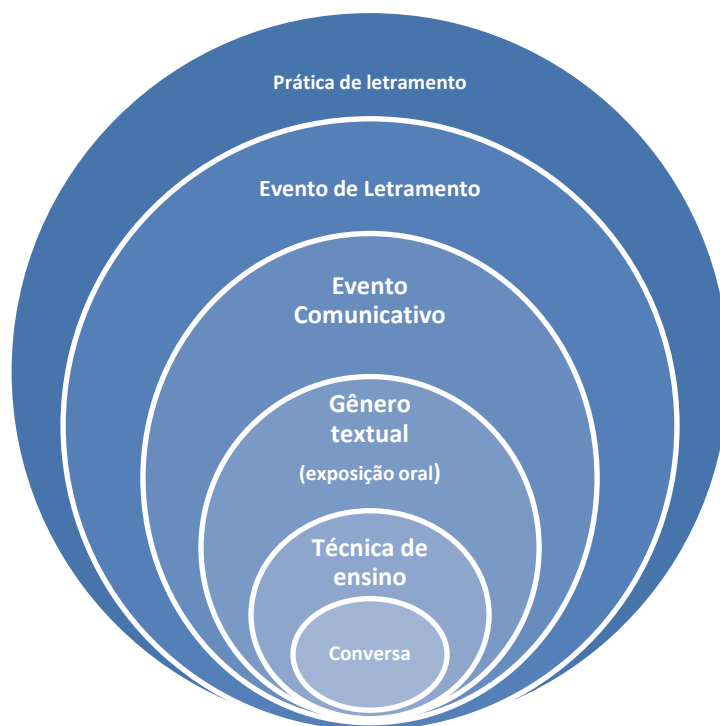 Prática de letramento
Evento de Letramento
Evento
Comunicativo
Gênero
textual
(exposição oral)
Técnica de
ensino
Conversa